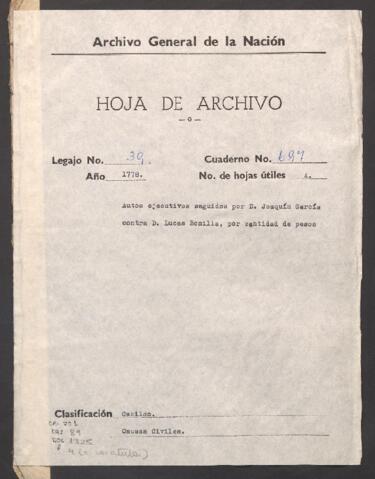 Archivo General de la Nación
HOJA DE ARCHIVO
—o—
Legajo No. 39. Cuaderno No. 697
Año 1778. No. de hojas útiles 4.
Autos ejecutivos seguidos por D. Joaquín García
contra D. Lucas Bonilla, por cantidad de pesos
Clasificación Cabildo.
Causas Civiles.